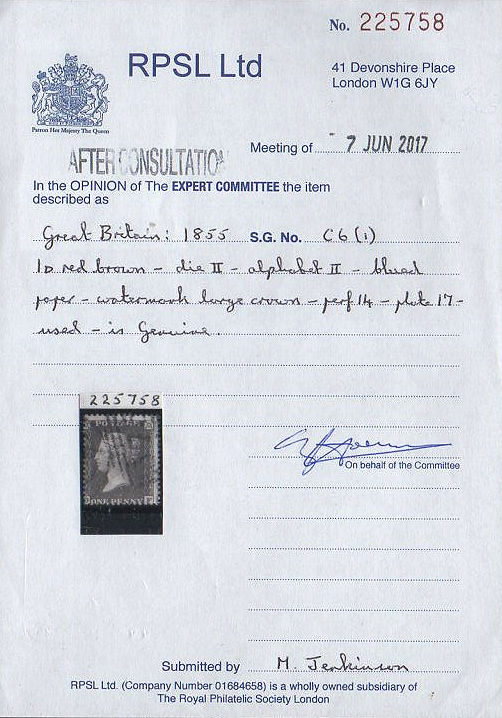 No. 225758
RPSL Ltd
41 Devonshire Place
London W1G 6JY
Patron Her Majesty The Queen
Meeting of 7 JUN 2017
AFTER CONSULTATION
In the OPINION of The EXPERT COMMITTEE the item
described as
Great Britain: 1855 S.G. No. C6(1)
1D red brown - die II - alphabet II - blued
paper - watermark large crown - perf 14 - plate 17 -
used - is genuine.
225758
POSTAGE
ONE PENNY
On behalf of the Committee
Submitted by M. Jenkinson
RPSL Ltd. (Company Number 01684658) is a wholly owned subsidiary of
The Royal Philatelic Society London